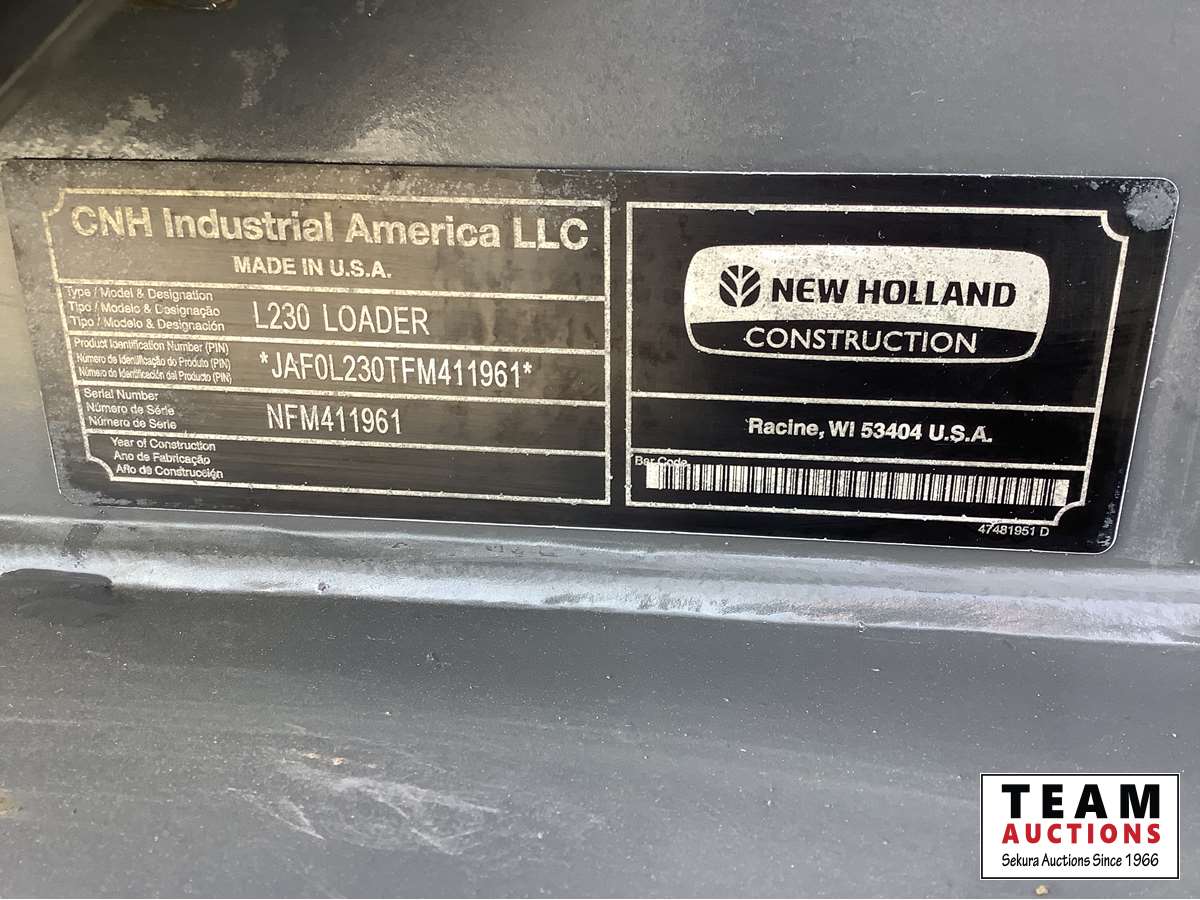 CNH Industrial America LLC
MADE IN U.S.A.
Type / Model & Designation
Tipo / Modelo & Designação
Tipo / Modelo & Designación
L230 LOADER
Product Identification Number (PIN)
Número de Identificação do Produto (PIN)
Número de Identificación del Producto (PIN)
*JAF0L230TFM411961*
Serial Number
Número de Série
Número de Serie
NFM411961
Year of Construction
Ano de Fabricação
Año de Construcción
NEW HOLLAND
CONSTRUCTION
Racine, WI 53404 U.S.A.
Bar Code
47481951 D
TEAM
AUCTIONS
Sekura Auctions Since 1966